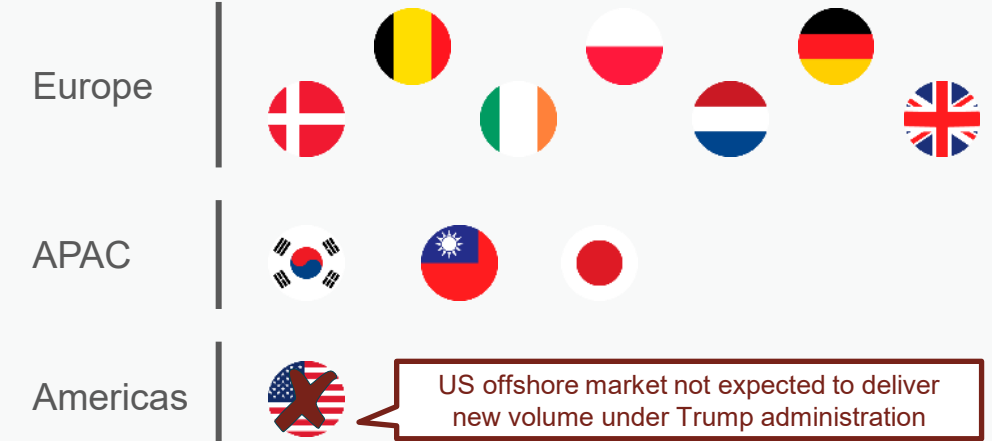 Europe
APAC
Americas
US offshore market not expected to deliver
new volume under Trump administration